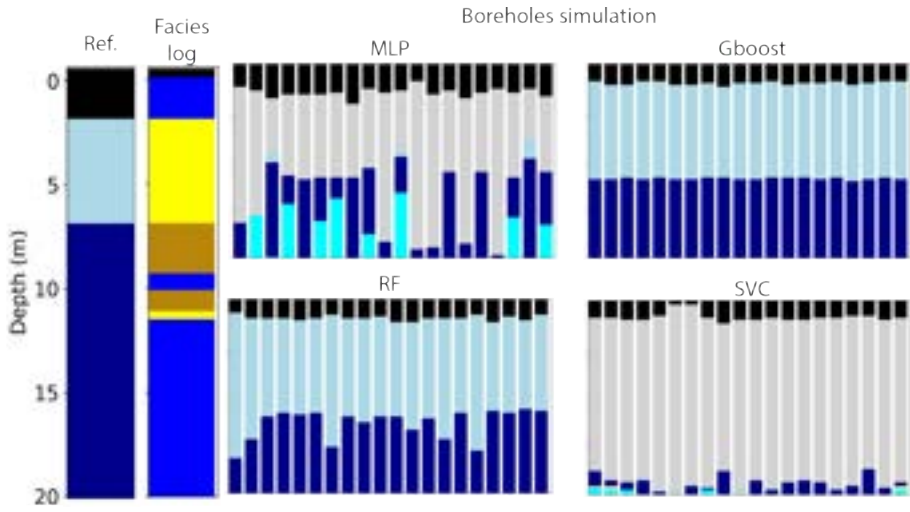 Boreholes simulation
Ref.
Facies
log
MLP
Gboost
0
5
10
15
20
Depth (m)
RF
SVC